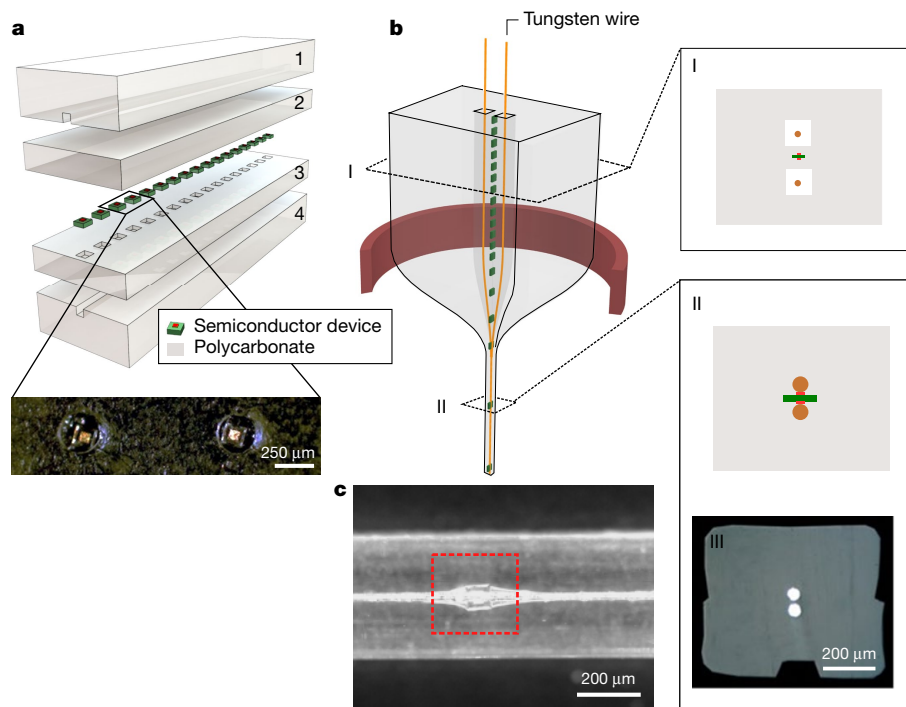 a
1
2
3
4
Semiconductor device
Polycarbonate
250 μm
b
Tungsten wire
I
II
c
200 μm
I
II
III
200 μm